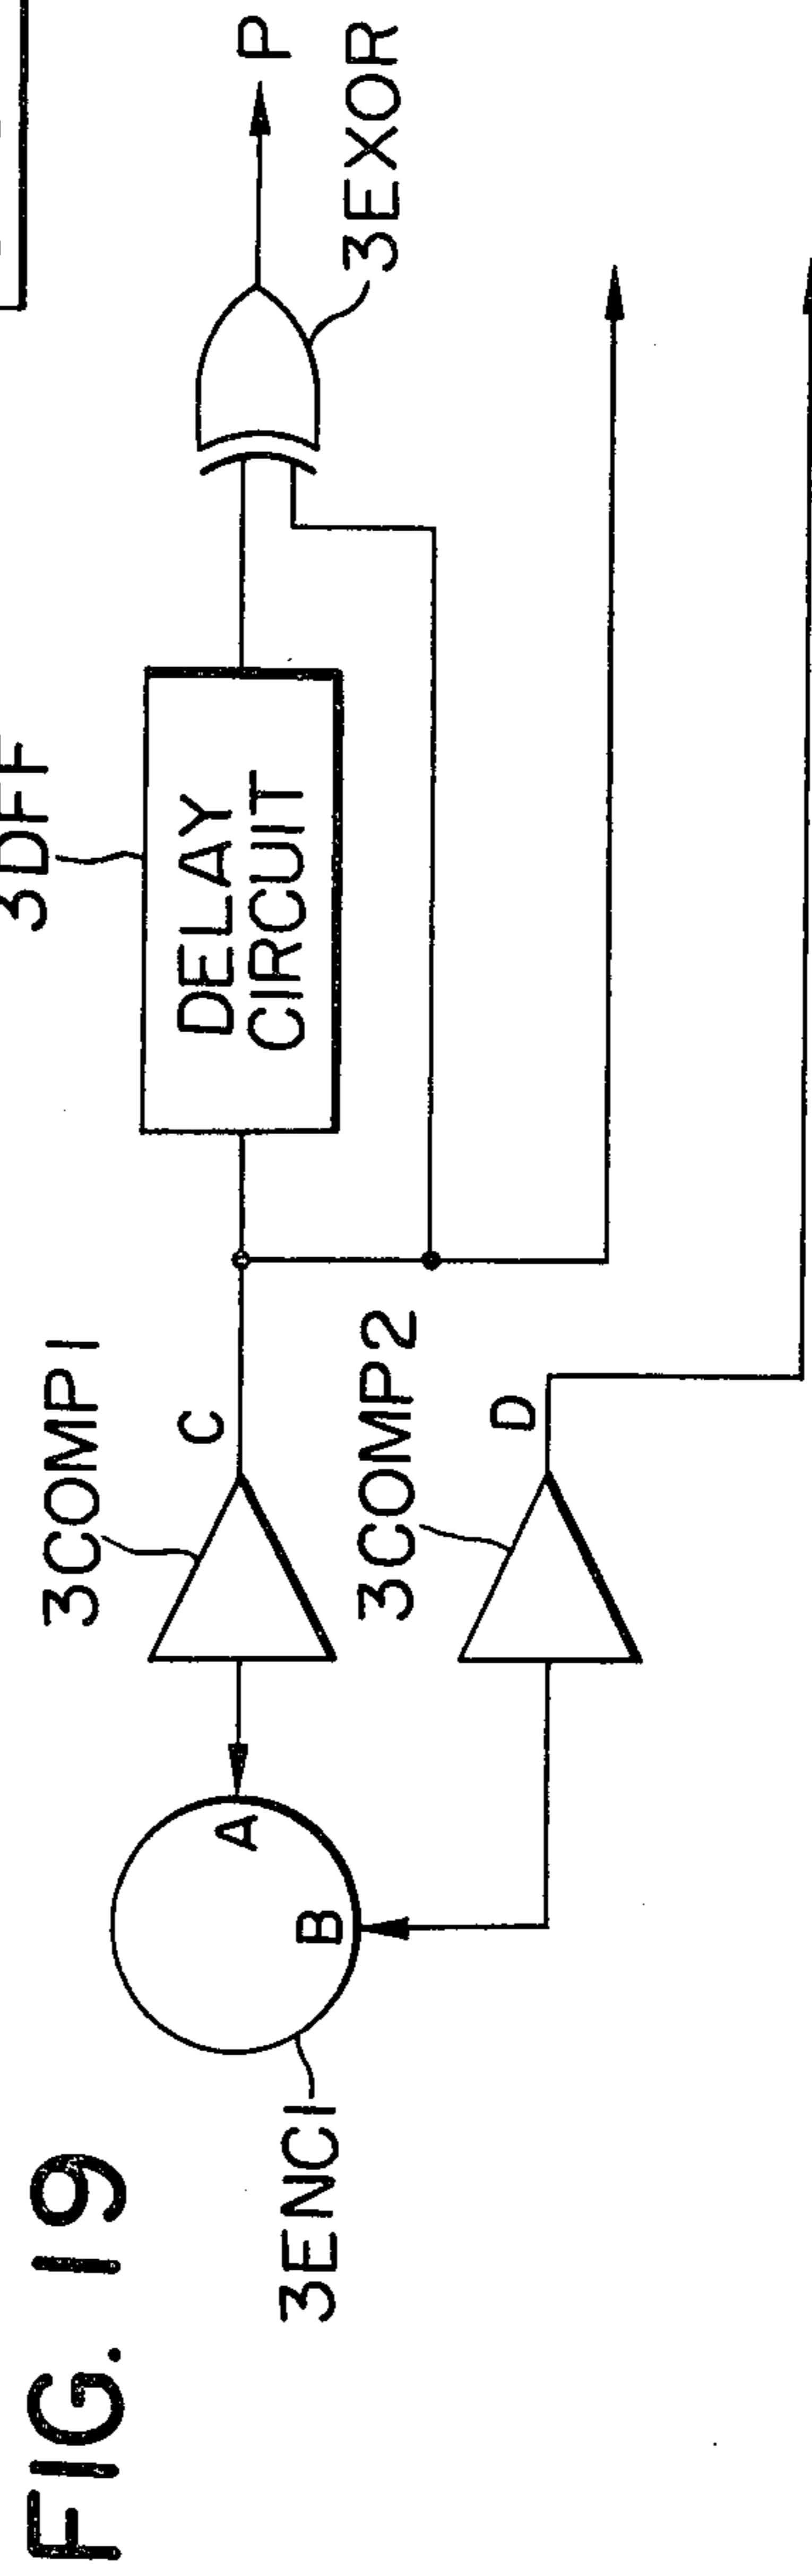 FIG. 19
3ENC1
A
B
3COMP1
C
3COMP2
D
3DFF
DELAY
CIRCUIT
3EXOR
P